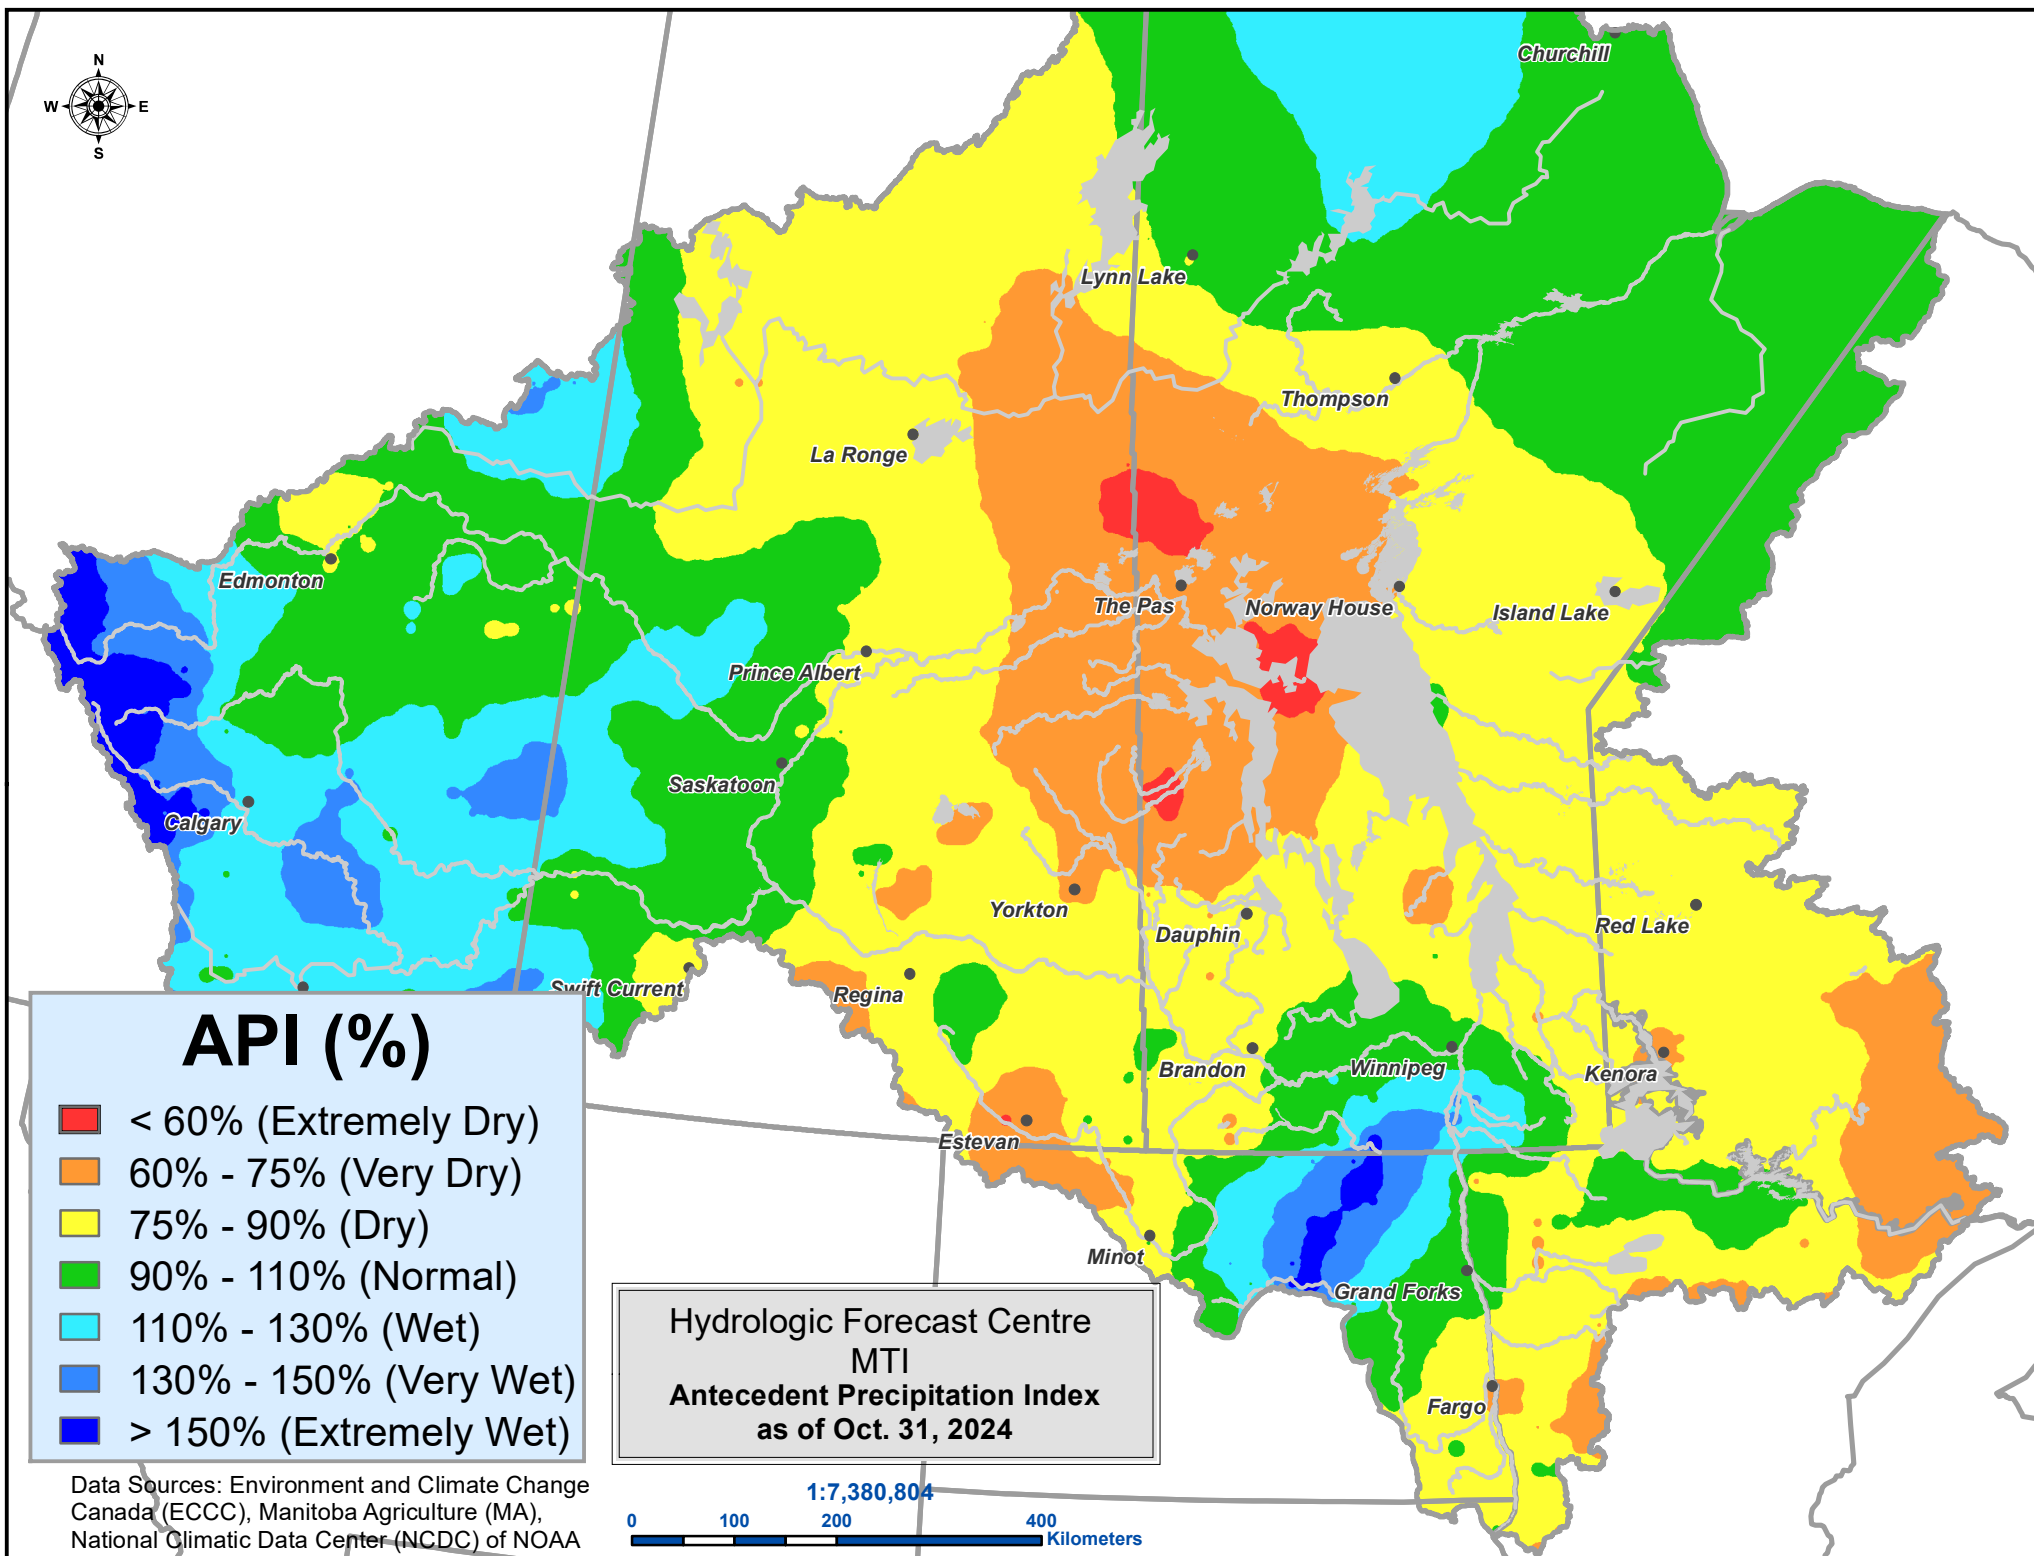 N
W
E
S
Churchill
Lynn Lake
Thompson
La Ronge
Edmonton
The Pas
Norway House
Island Lake
Prince Albert
Saskatoon
Calgary
Yorkton
Dauphin
Red Lake
Swift Current
Regina
Brandon
Winnipeg
Kenora
Estevan
Minot
Grand Forks
Fargo
API (%)
< 60% (Extremely Dry)
60% - 75% (Very Dry)
75% - 90% (Dry)
90% - 110% (Normal)
110% - 130% (Wet)
130% - 150% (Very Wet)
> 150% (Extremely Wet)
Hydrologic Forecast Centre
MTI
Antecedent Precipitation Index
as of Oct. 31, 2024
Data Sources: Environment and Climate Change
Canada (ECCC), Manitoba Agriculture (MA),
National Climatic Data Center (NCDC) of NOAA
1:7,380,804
0 100 200 400
Kilometers